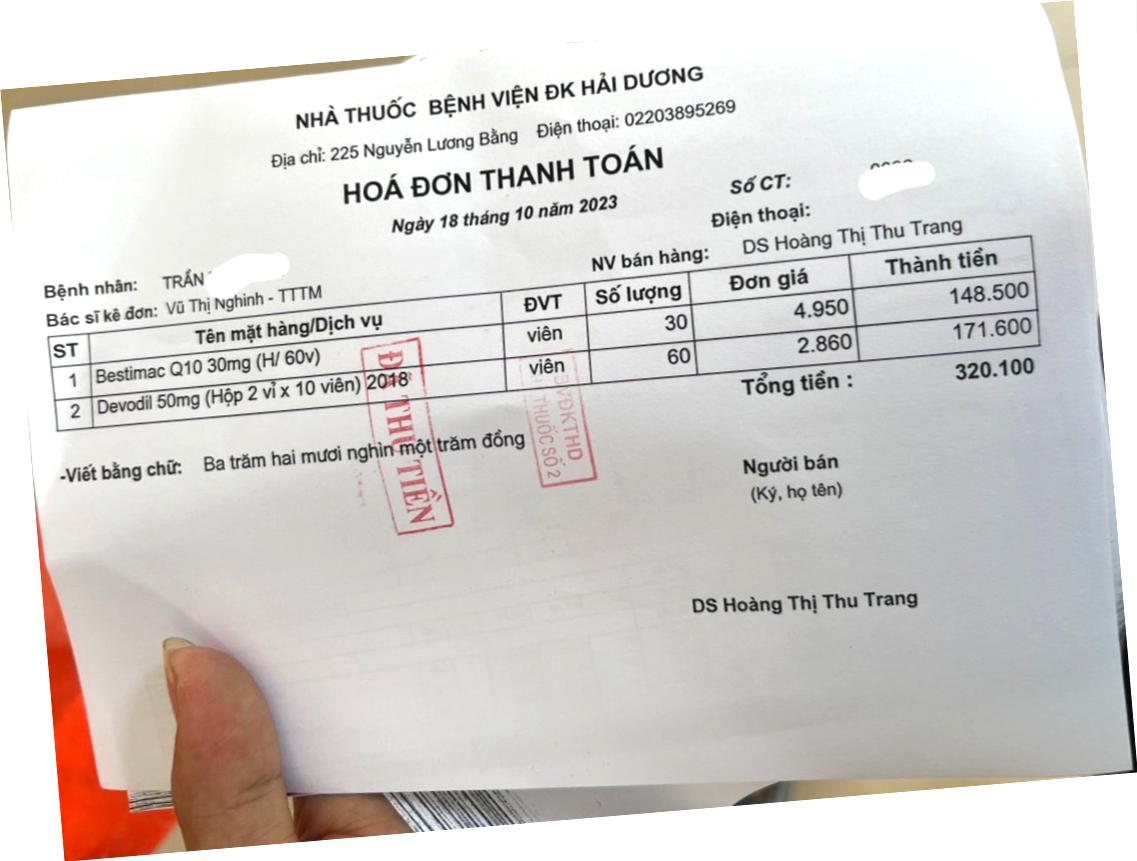 NHÀ THUỐC BỆNH VIỆN ĐK HẢI DƯƠNG
Địa chỉ: 225 Nguyễn Lương Bằng Điện thoại: 02203895269
HOÁ ĐƠN THANH TOÁN
Ngày 18 tháng 10 năm 2023
Số CT:
Điện thoại:
Bệnh nhân: TRẦN
NV bán hàng: DS Hoàng Thị Thu Trang
Bác sĩ kê đơn: Vũ Thị Nghinh - TTTM
ST Tên mặt hàng/Dịch vụ ĐVT Số lượng Đơn giá Thành tiền
1 Bestimac Q10 30mg (H/ 60v) viên 30 4.950 148.500
2 Devodil 50mg (Hộp 2 vỉ x 10 viên) 2018 viên 60 2.860 171.600
Tổng tiền : 320.100
-Viết bằng chữ: Ba trăm hai mươi nghìn một trăm đồng
ĐÃ THU TIỀN
BVĐKTHD
THUỐC SỐ 2
Người bán
(Ký, họ tên)
DS Hoàng Thị Thu Trang